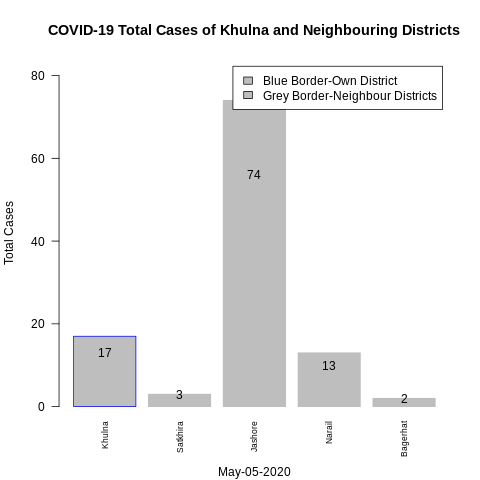 COVID-19 Total Cases of Khulna and Neighbouring Districts
Blue Border-Own District
Grey Border-Neighbour Districts
Total Cases
80
60
40
20
0
17
3
74
13
2
Khulna
Satkhira
Jashore
Narail
Bagerhat
May-05-2020